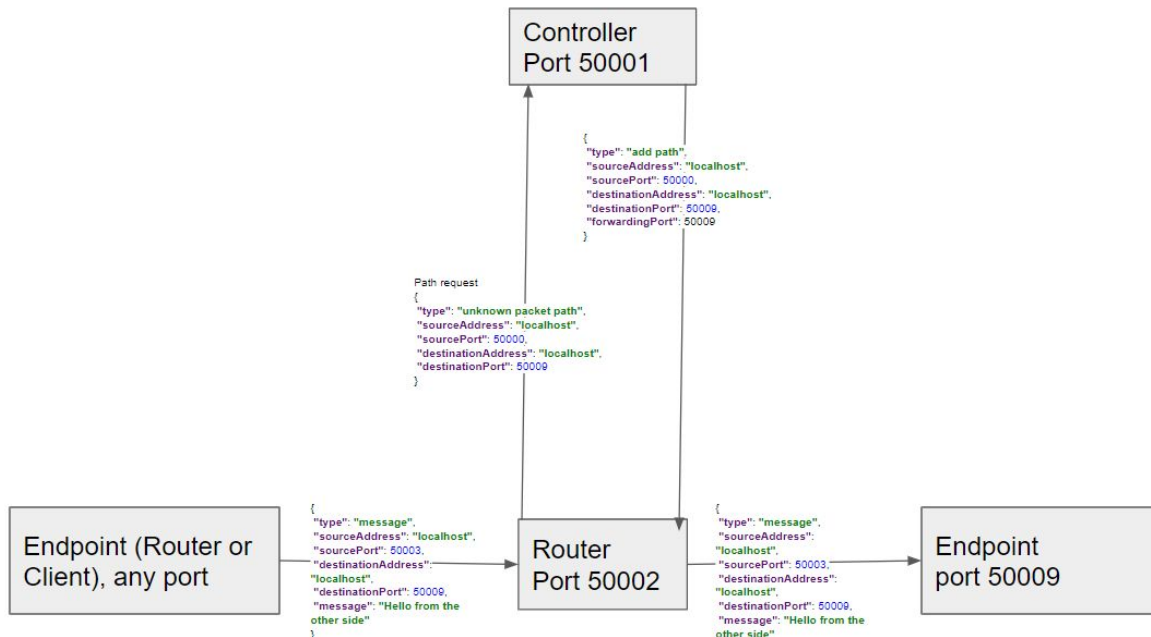 Controller
Port 50001
{
"type": "add path",
"sourceAddress": "localhost",
"sourcePort": 50000,
"destinationAddress": "localhost",
"destinationPort": 50009,
"forwardingPort": 50009
}
Path request
{
"type": "unknown packet path",
"sourceAddress": "localhost",
"sourcePort": 50000,
"destinationAddress": "localhost",
"destinationPort": 50009
}
Endpoint (Router or
Client), any port
{
"type": "message",
"sourceAddress": "localhost",
"sourcePort": 50003,
"destinationAddress":
"localhost",
"destinationPort": 50009,
"message": "Hello from the
other side"
}
Router
Port 50002
{
"type": "message",
"sourceAddress":
"localhost",
"sourcePort": 50003,
"destinationAddress":
"localhost",
"destinationPort": 50009,
"message": "Hello from the
other side"
Endpoint
port 50009